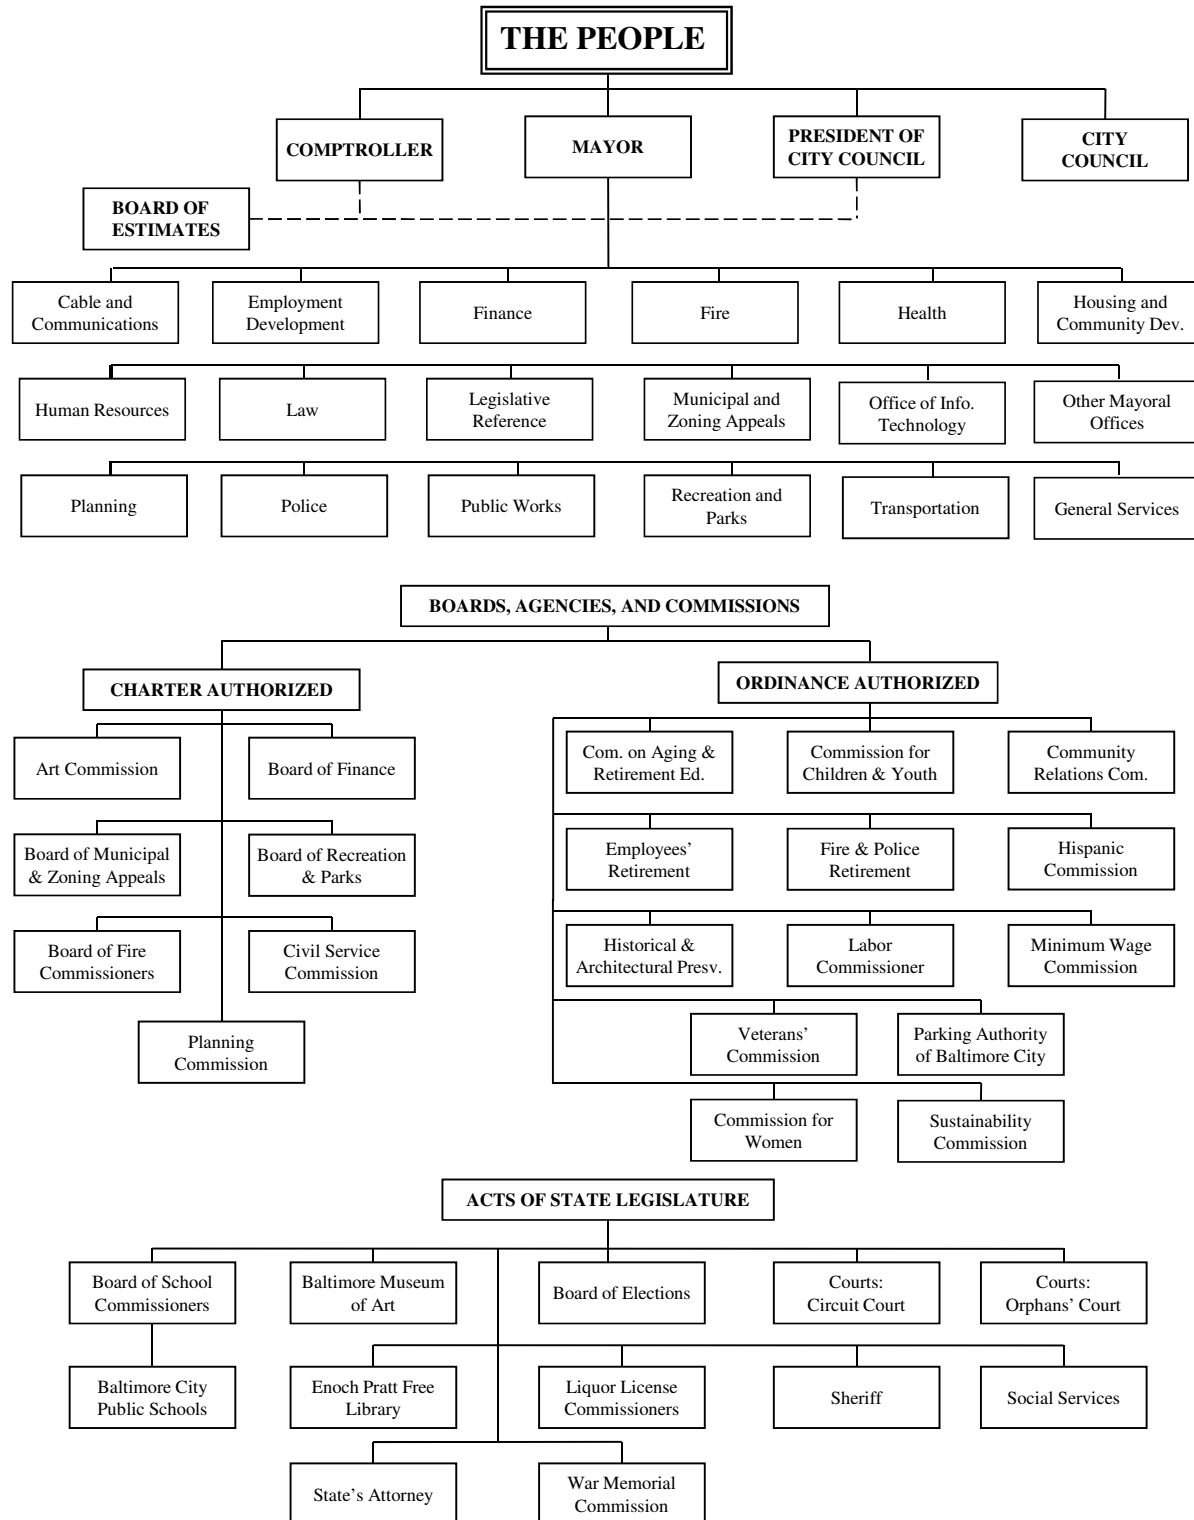 THE PEOPLE
COMPTROLLER
MAYOR
PRESIDENT OF
CITY COUNCIL
CITY
COUNCIL
BOARD OF
ESTIMATES
Cable and
Communications
Employment
Development
Finance
Fire
Health
Housing and
Community Dev.
Human Resources
Law
Legislative
Reference
Municipal and
Zoning Appeals
Office of Info.
Technology
Other Mayoral
Offices
Planning
Police
Public Works
Recreation and
Parks
Transportation
General Services
BOARDS, AGENCIES, AND COMMISSIONS
CHARTER AUTHORIZED
Art Commission
Board of Finance
Board of Municipal
& Zoning Appeals
Board of Recreation
& Parks
Board of Fire
Commissioners
Civil Service
Commission
Planning
Commission
ORDINANCE AUTHORIZED
Com. on Aging &
Retirement Ed.
Commission for
Children & Youth
Community
Relations Com.
Employees'
Retirement
Fire & Police
Retirement
Hispanic
Commission
Historical &
Architectural Presv.
Labor
Commissioner
Minimum Wage
Commission
Veterans'
Commission
Parking Authority
of Baltimore City
Commission for
Women
Sustainability
Commission
ACTS OF STATE LEGISLATURE
Board of School
Commissioners
Baltimore Museum
of Art
Board of Elections
Courts:
Circuit Court
Courts:
Orphans' Court
Baltimore City
Public Schools
Enoch Pratt Free
Library
Liquor License
Commissioners
Sheriff
Social Services
State's Attorney
War Memorial
Commission